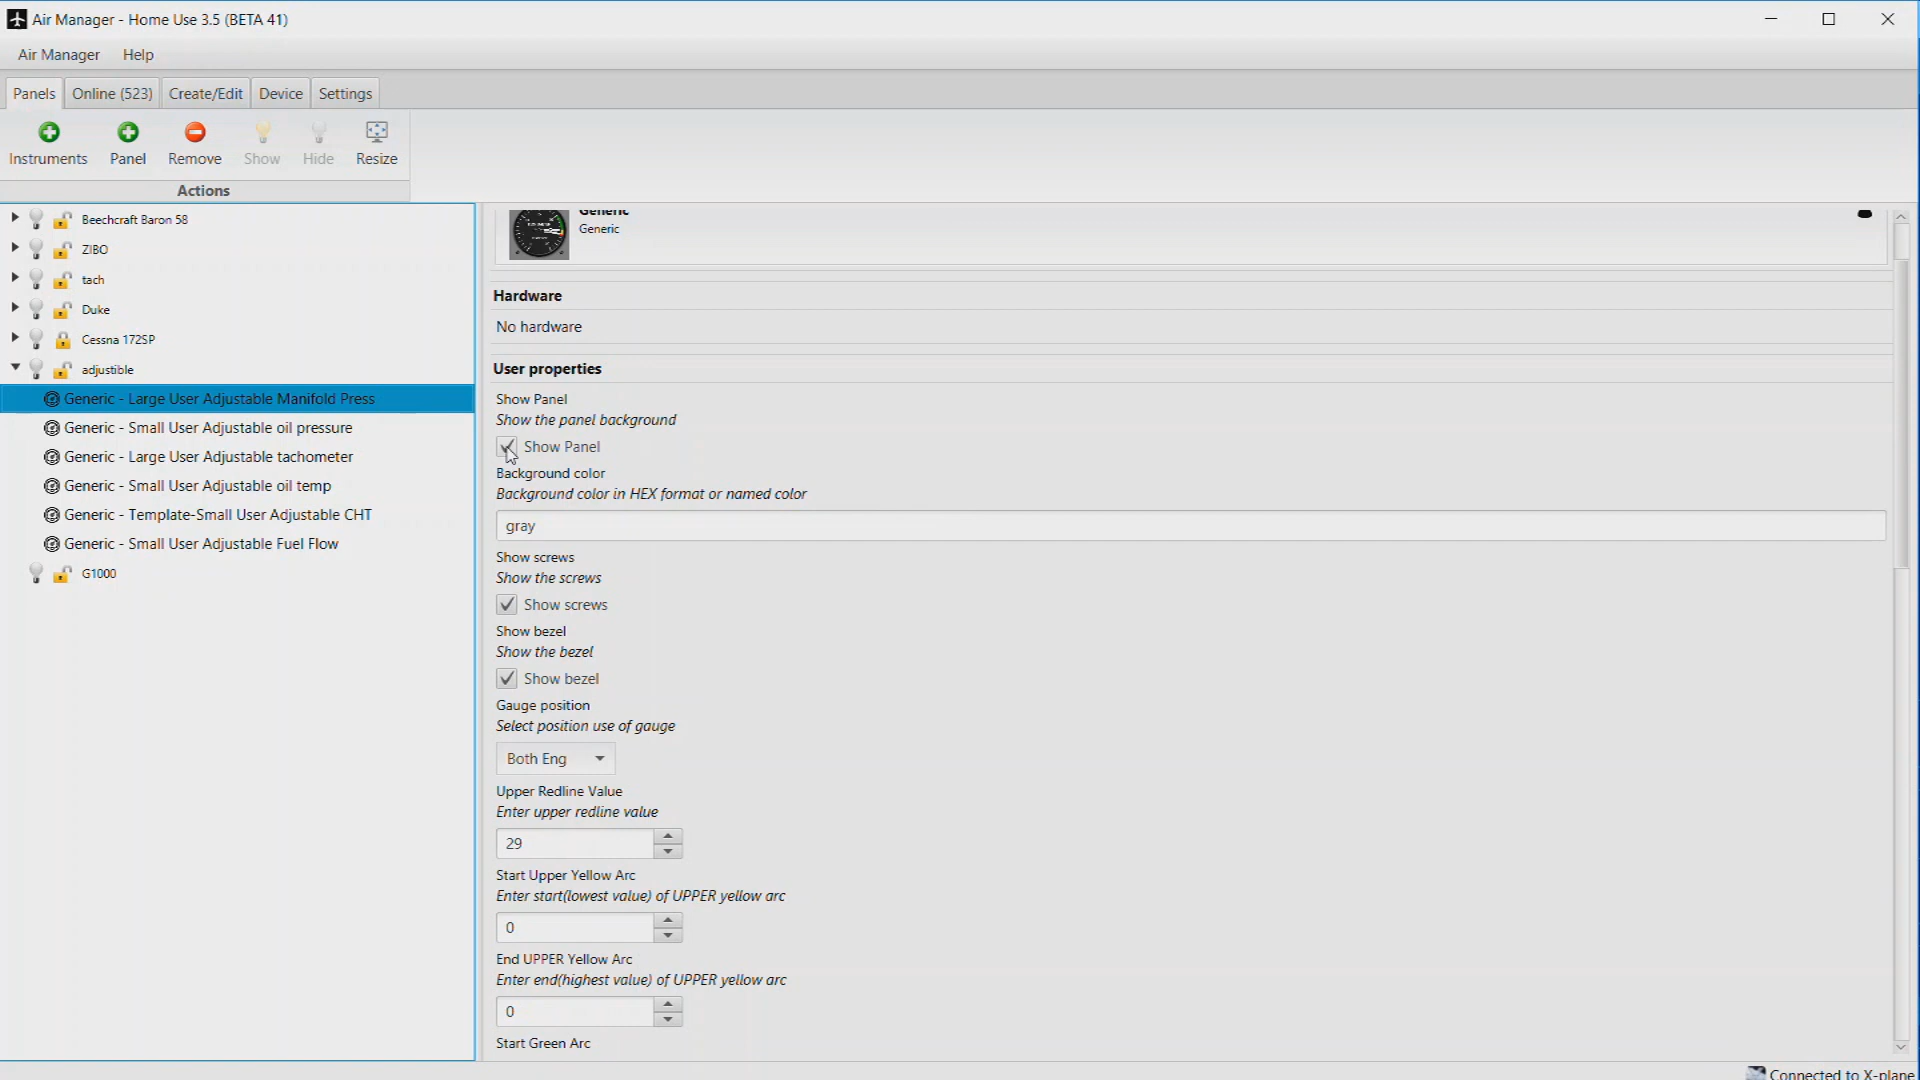 Air Manager - Home Use 3.5 (BETA 41)
Air Manager Help
Panels Online (523) Create/Edit Device Settings
Instruments Panel Remove Show Hide Resize
Actions
Beechcraft Baron 58
ZIBO
tach
Duke
Cessna 172SP
adjustible
Generic - Large User Adjustable Manifold Press
Generic - Small User Adjustable oil pressure
Generic - Large User Adjustable tachometer
Generic - Small User Adjustable oil temp
Generic - Template-Small User Adjustable CHT
Generic - Small User Adjustable Fuel Flow
G1000
Generic
Generic
Hardware
No hardware
User properties
Show Panel
Show the panel background
Show Panel
Background color
Background color in HEX format or named color
gray
Show screws
Show the screws
Show screws
Show bezel
Show the bezel
Show bezel
Gauge position
Select position use of gauge
Both Eng
Upper Redline Value
Enter upper redline value
29
Start Upper Yellow Arc
Enter start(lowest value) of UPPER yellow arc
0
End UPPER Yellow Arc
Enter end(highest value) of UPPER yellow arc
0
Start Green Arc
Connected to X-plane